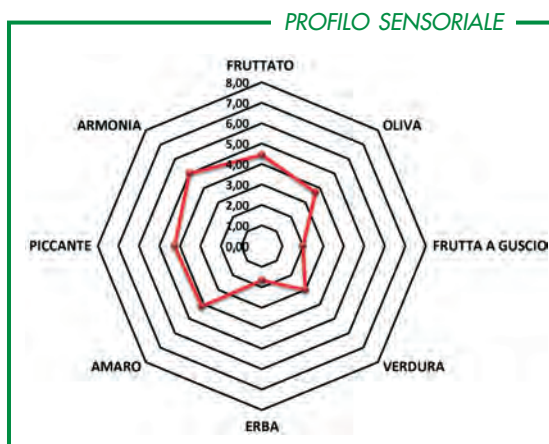 PROFILO SENSORIALE
FRUTTATO
8,00
7,00
6,00
5,00
4,00
3,00
2,00
1,00
0,00
OLIVA
FRUTTA A GUSCIO
VERDURA
ERBA
AMARO
PICCANTE
ARMONIA